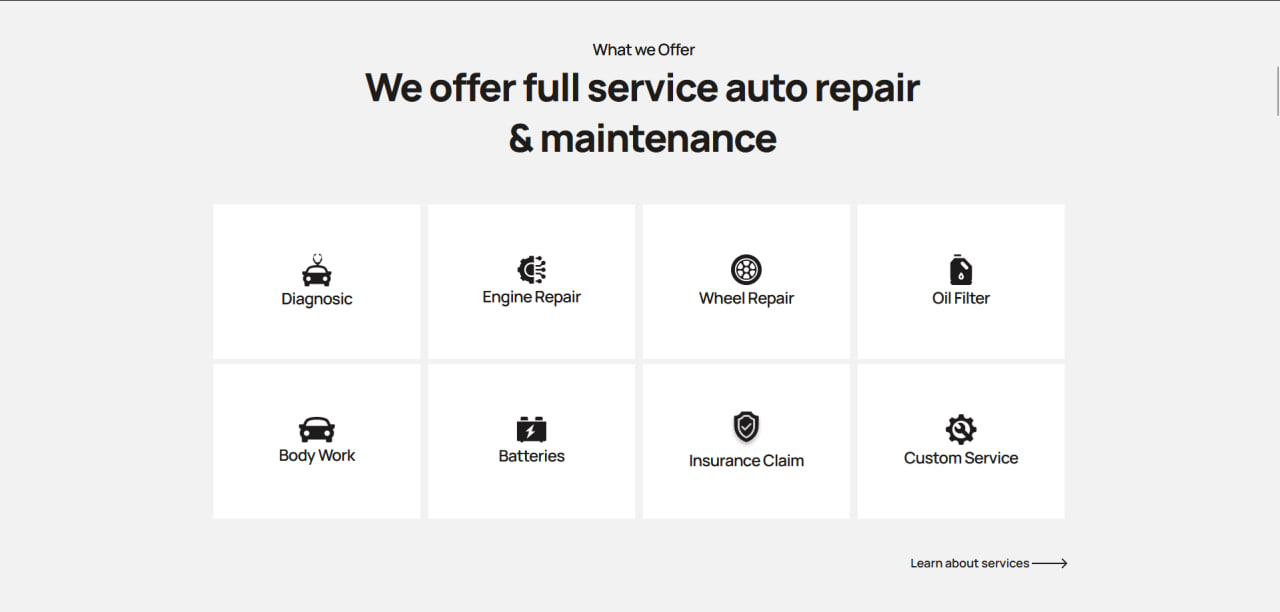 What we Offer
We offer full service auto repair
& maintenance
Diagnosic
Engine Repair
Wheel Repair
Oil Filter
Body Work
Batteries
Insurance Claim
Custom Service
Learn about services